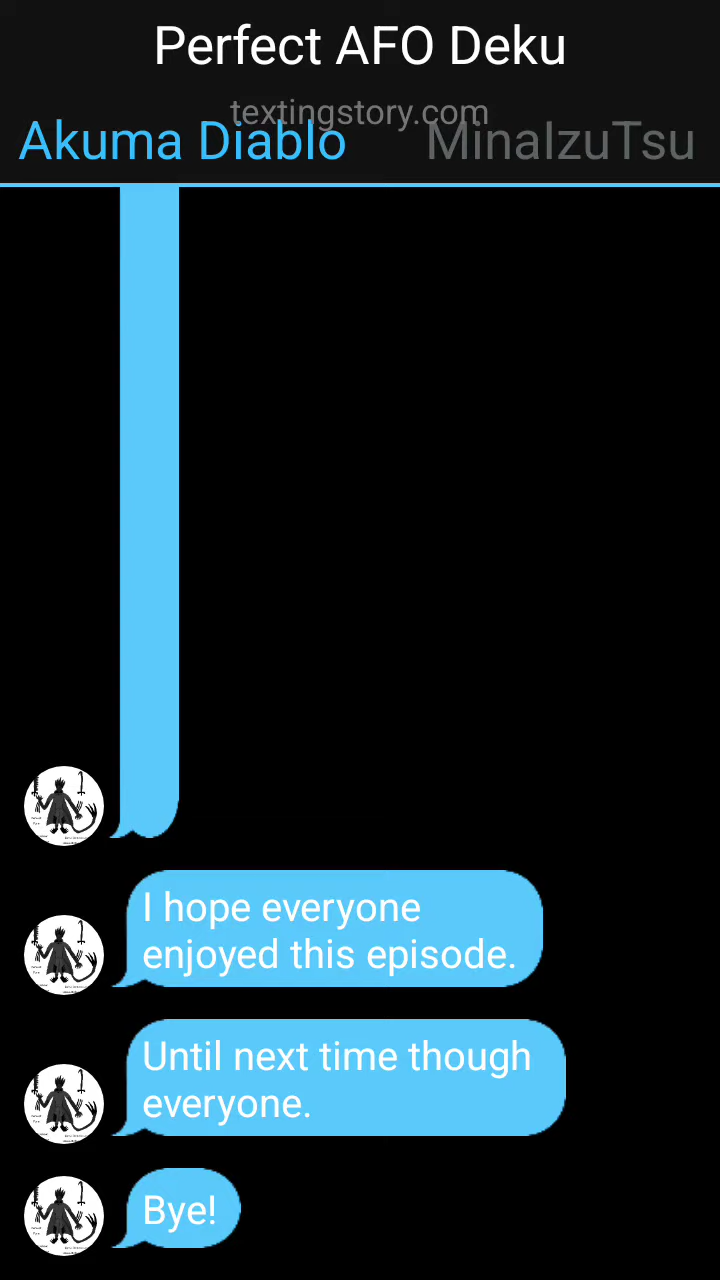 Perfect AFO Deku
textingstory.com
Akuma Diablo MinaIzuTsu
I hope everyone
enjoyed this episode.
Until next time though
everyone.
Bye!